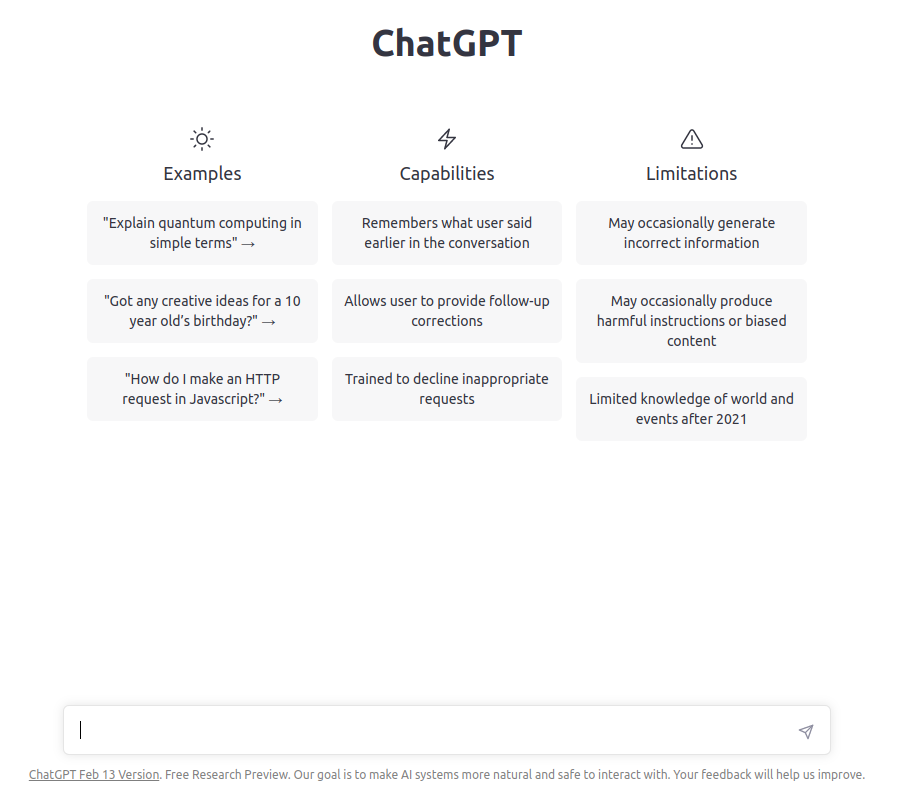 ChatGPT
Examples
"Explain quantum computing in
simple terms" →
"Got any creative ideas for a 10
year old’s birthday?" →
"How do I make an HTTP
request in Javascript?" →
Capabilities
Remembers what user said
earlier in the conversation
Allows user to provide follow-up
corrections
Trained to decline inappropriate
requests
Limitations
May occasionally generate
incorrect information
May occasionally produce
harmful instructions or biased
content
Limited knowledge of world and
events after 2021
ChatGPT Feb 13 Version. Free Research Preview. Our goal is to make AI systems more natural and safe to interact with. Your feedback will help us improve.